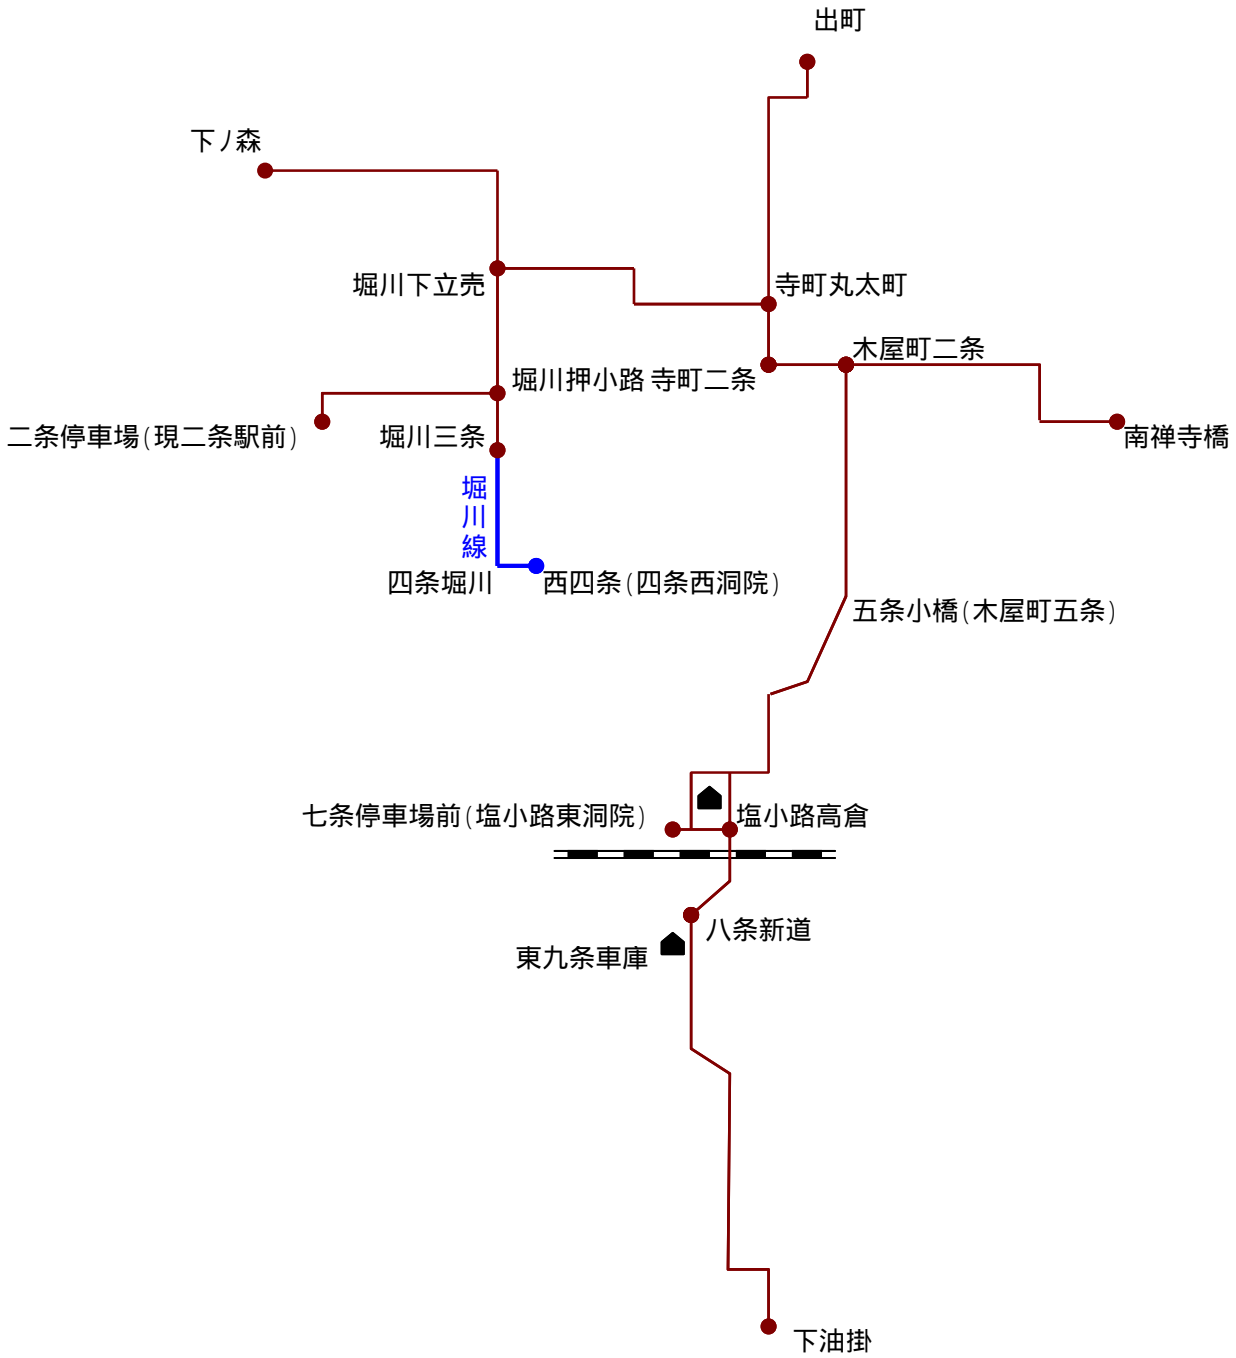 出町
下ノ森
堀川下立売
寺町丸太町
木屋町二条
堀川押小路
寺町二条
二条停車場(現二条駅前)
堀川三条
南禅寺橋
堀川線
四条堀川
西四条(四条西洞院)
五条小橋(木屋町五条)
七条停車場前(塩小路東洞院)
塩小路高倉
八条新道
東九条車庫
下油掛